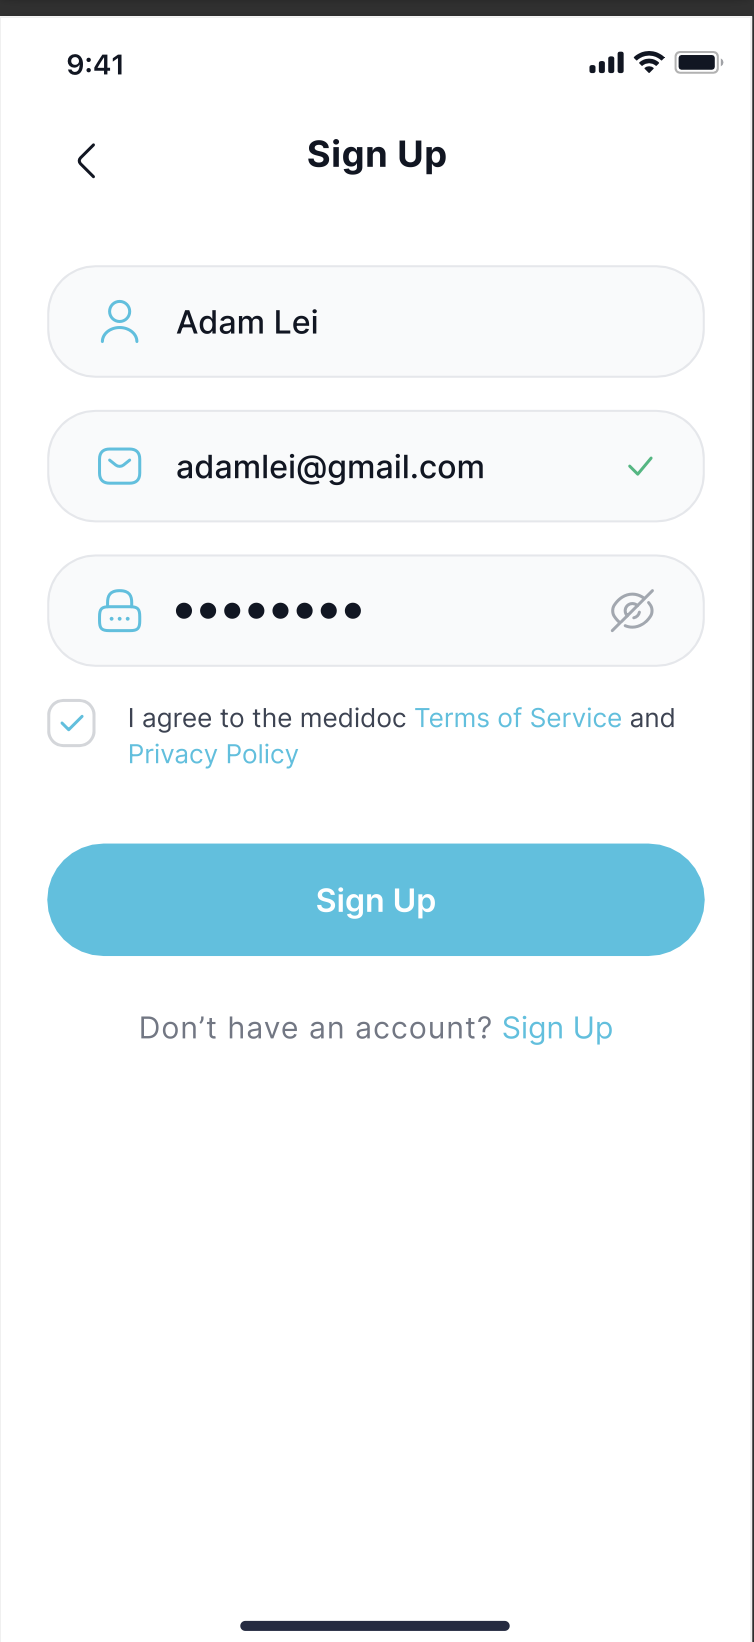 9:41
Sign Up
Adam Lei
adamlei@gmail.com
I agree to the medidoc Terms of Service and
Privacy Policy
Sign Up
Don’t have an account? Sign Up